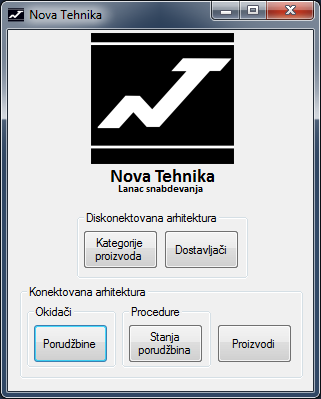 Nova Tehnika
Nova Tehnika
Lanac snabdevanja
Diskonektovana arhitektura
Kategorije
proizvoda
Dostavljači
Konektovana arhitektura
Okidači
Porudžbine
Procedure
Stanja
porudžbina
Proizvodi